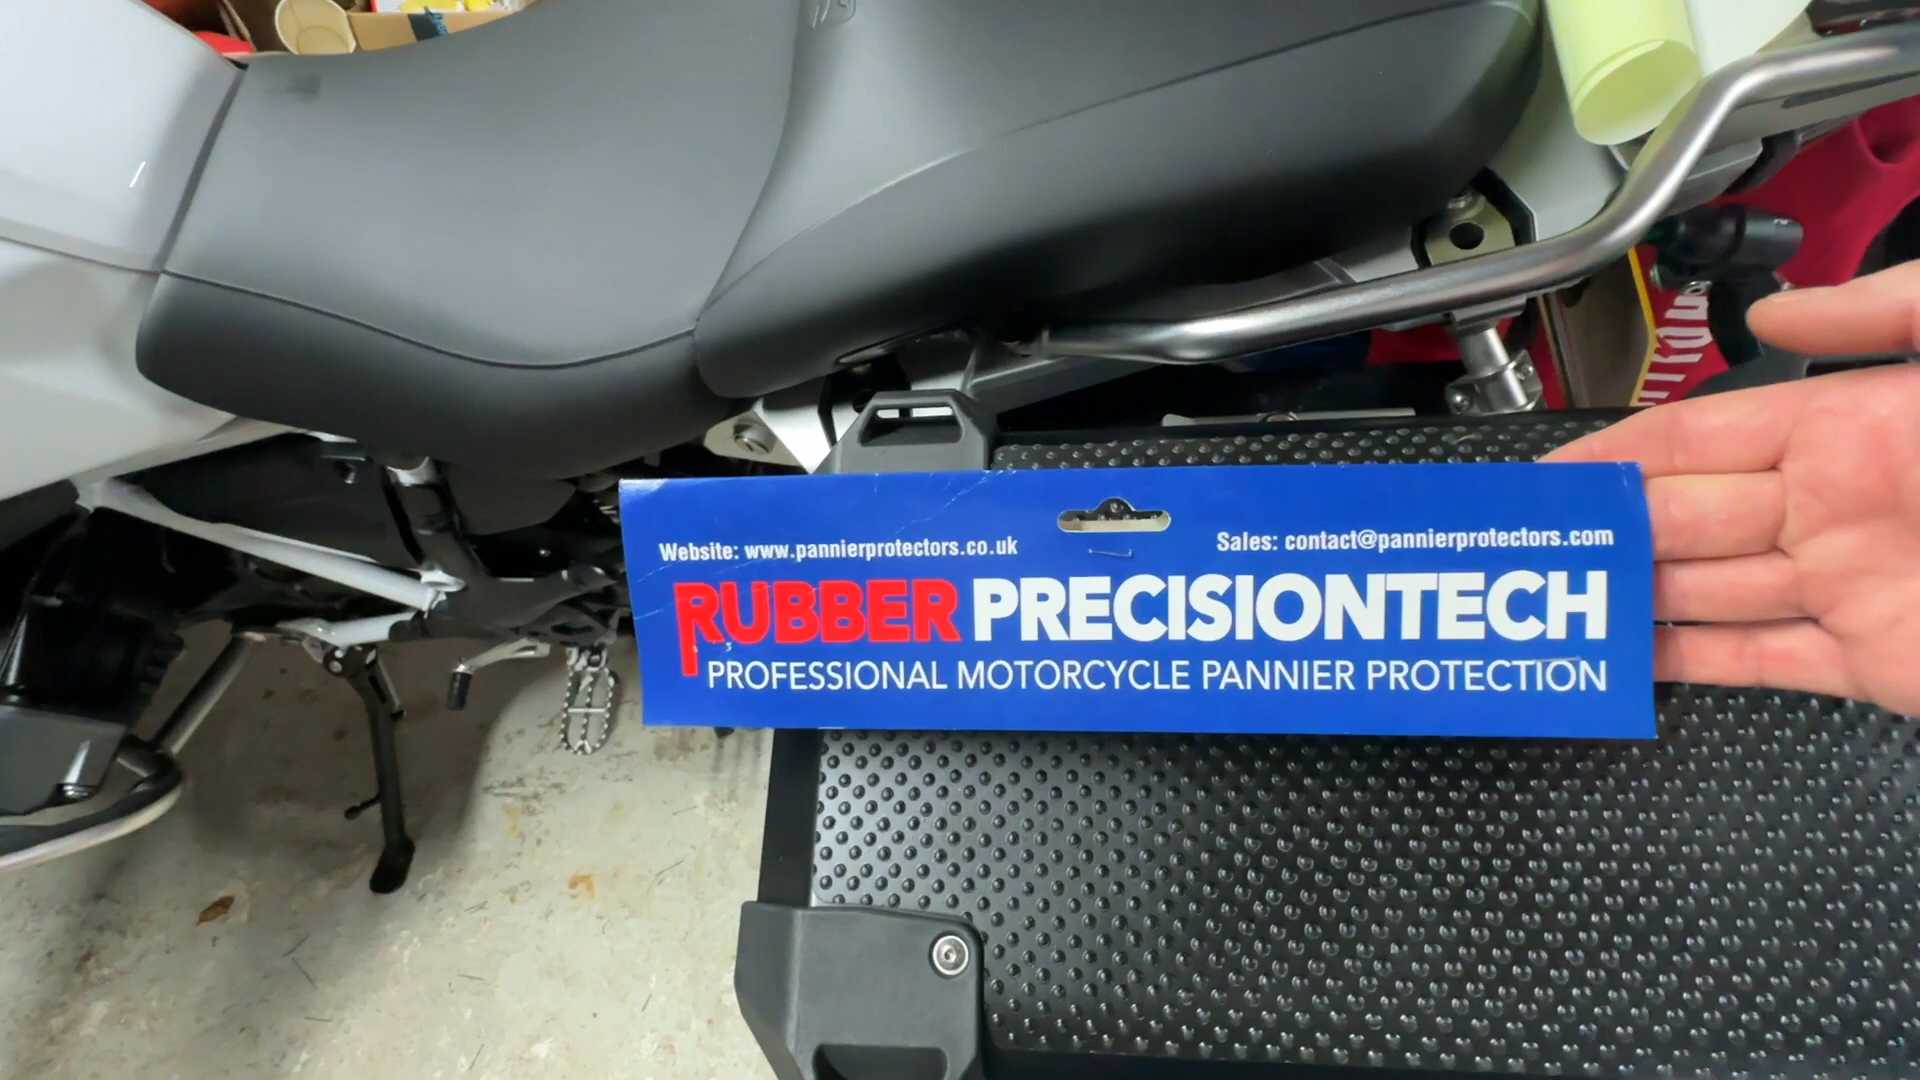 Website: www.pannierprotectors.co.uk
Sales: contact@pannierprotectors.com
RUBBER PRECISIONTECH
PROFESSIONAL MOTORCYCLE PANNIER PROTECTION